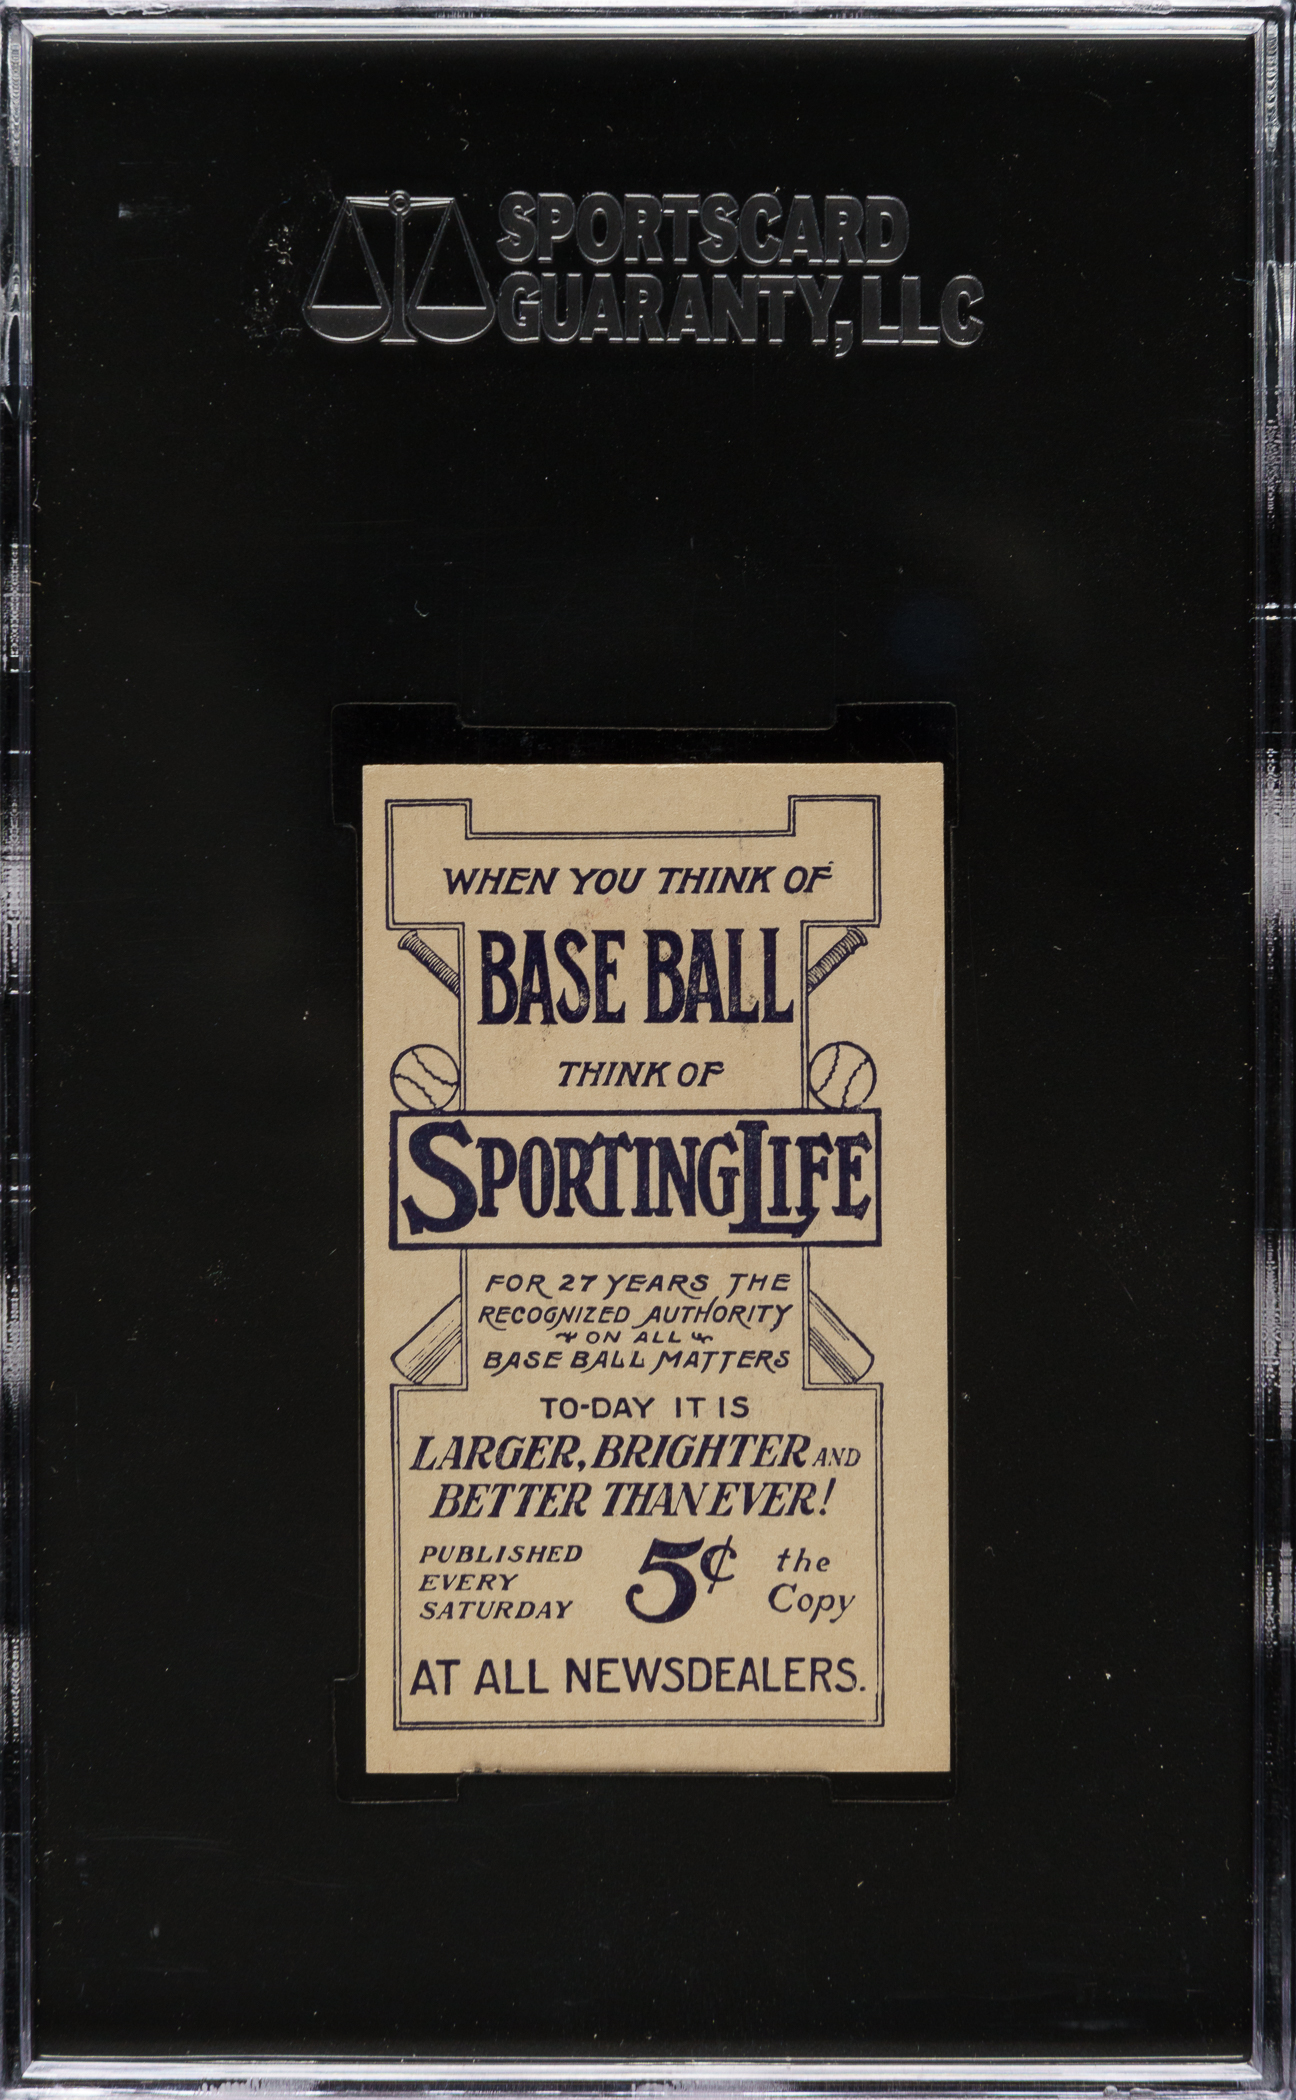 SPORTSCARD
GUARANTY, LLC
WHEN YOU THINK OF
BASE BALL
THINK OF
SPORTING LIFE
FOR 27 YEARS THE
RECOGNIZED AUTHORITY
ON ALL
BASE BALL MATTERS
TO-DAY IT IS
LARGER, BRIGHTER AND
BETTER THAN EVER!
PUBLISHED
EVERY
SATURDAY
5¢
the
Copy
AT ALL NEWSDEALERS.